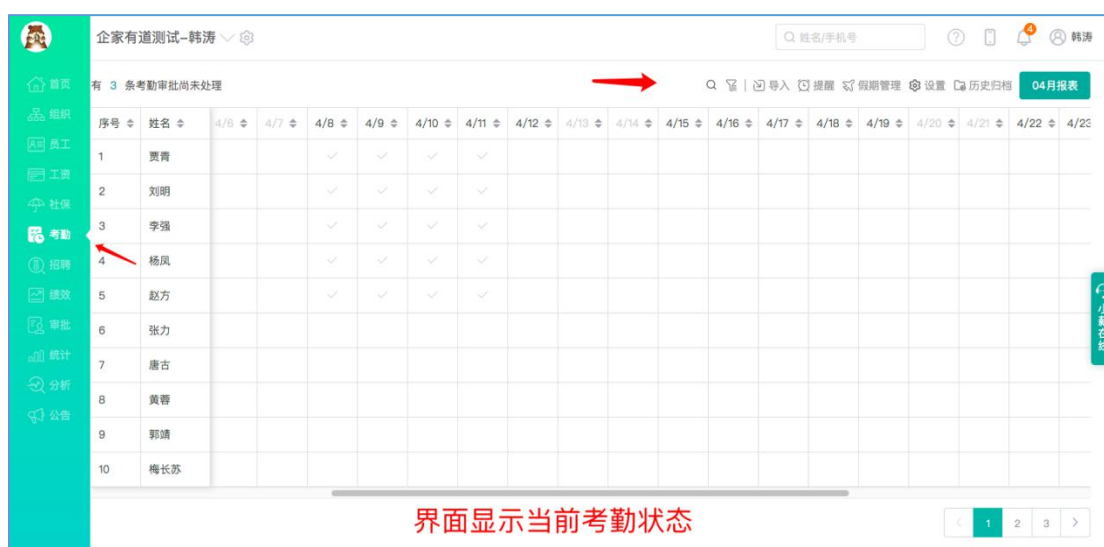 企家有道测试-韩涛
姓名/手机号
4
韩涛
首页
组织
员工
工资
社保
考勤
招聘
绩效
审批
统计
分析
公告
有 3 条考勤审批尚未处理
导入 提醒 假期管理 设置 历史归档 04月报表
序号 姓名 4/6 4/7 4/8 4/9 4/10 4/11 4/12 4/13 4/14 4/15 4/16 4/17 4/18 4/19 4/20 4/21 4/22 4/23
1 贾青
2 刘明
3 李强
4 杨凤
5 赵方
6 张力
7 唐古
8 黄蓉
9 郭靖
10 梅长苏
小薪在线
界面显示当前考勤状态
1 2 3